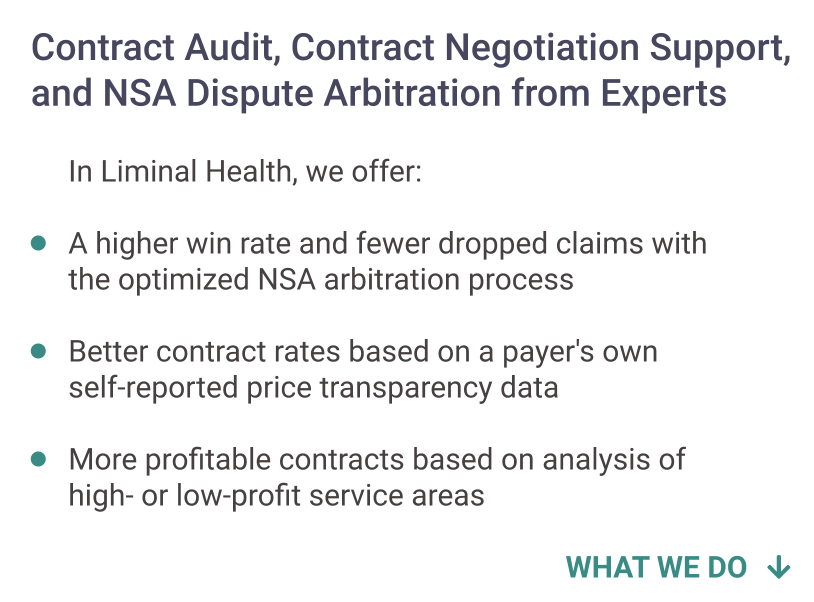 Contract Audit, Contract Negotiation Support,
and NSA Dispute Arbitration from Experts
In Liminal Health, we offer:
A higher win rate and fewer dropped claims with
the optimized NSA arbitration process
Better contract rates based on a payer's own
self-reported price transparency data
More profitable contracts based on analysis of
high- or low-profit service areas
WHAT WE DO